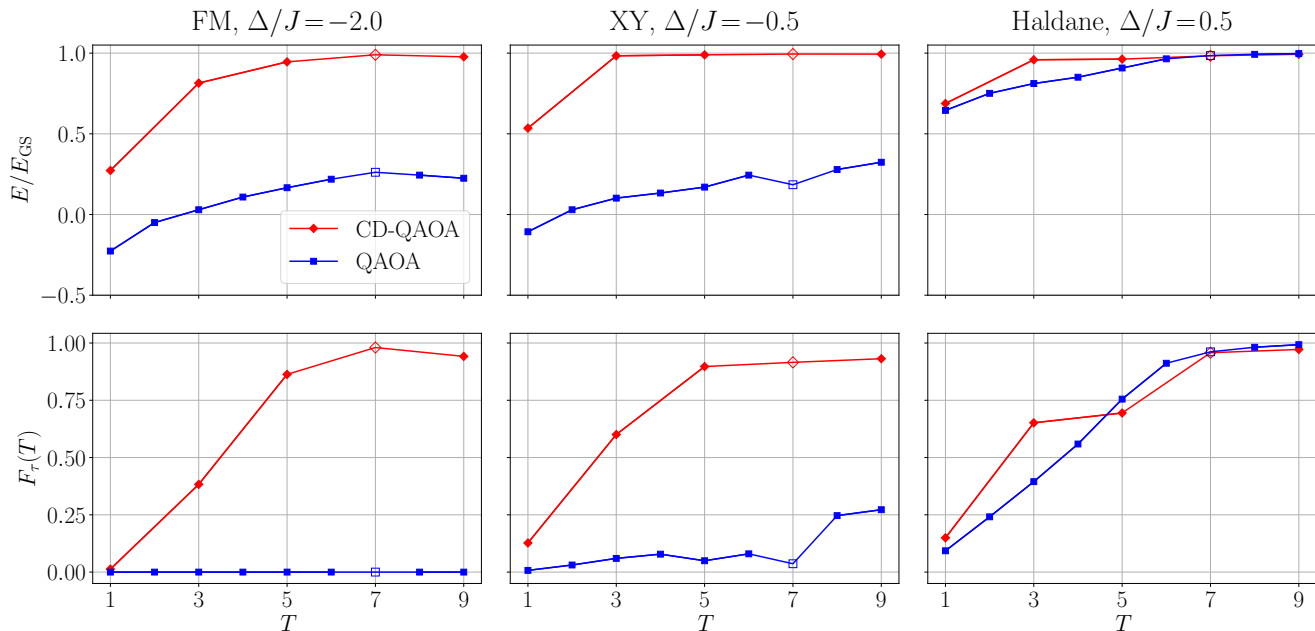 FM, Δ/J=−2.0
XY, Δ/J=−0.5
Haldane, Δ/J=0.5
1.0
0.5
0.0
−0.5
E/E_GS
CD-QAOA
QAOA
1.00
0.75
0.50
0.25
0.00
F_τ(T)
1 3 5 7 9
T
1 3 5 7 9
T
1 3 5 7 9
T